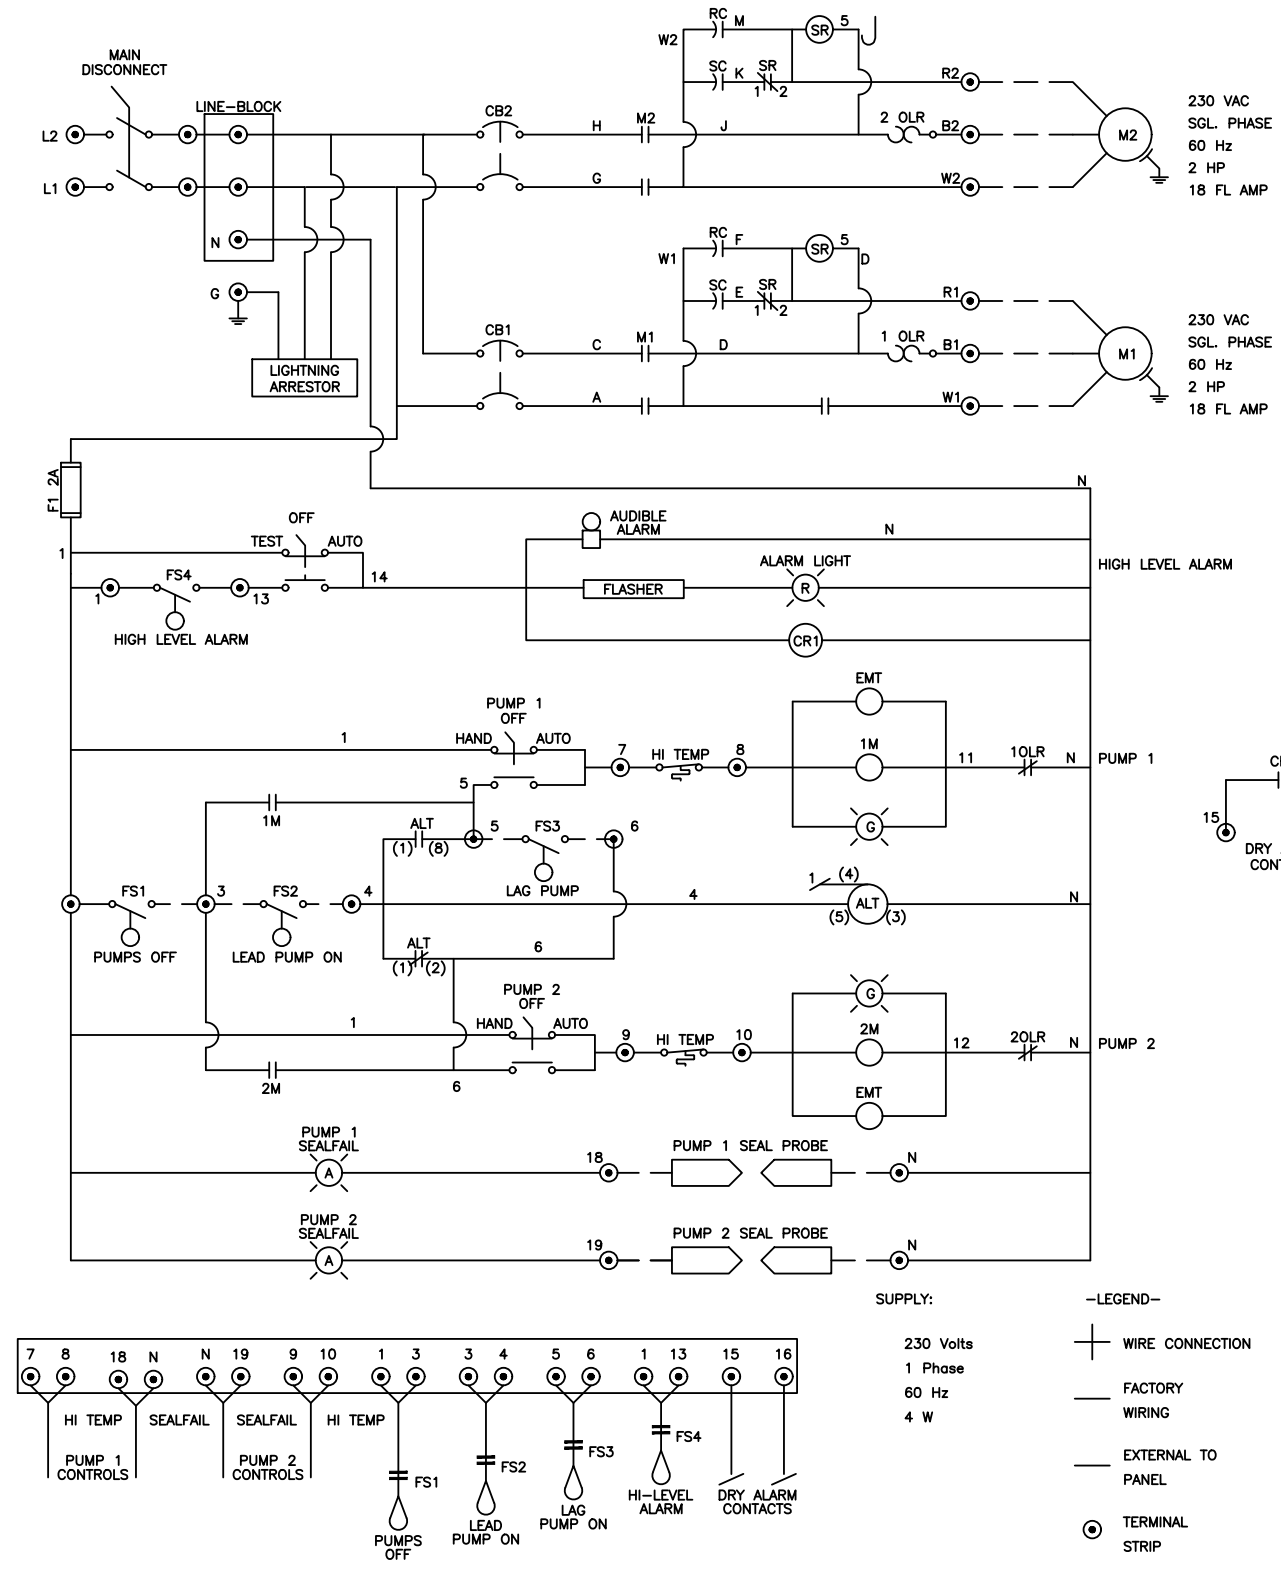 MAIN
DISCONNECT
LINE-BLOCK
L2
L1
N
G
LIGHTNING
ARRESTOR
CB2
H
G
M2
J
W2
RC
M
SC
K
SR
1
2
SR
5
R2
2 OLR
B2
W2
M2
230 VAC
SGL. PHASE
60 Hz
2 HP
18 FL AMP
CB1
C
A
M1
D
W1
RC
F
SC
E
SR
1
2
SR
5
D
R1
1 OLR
B1
W1
M1
230 VAC
SGL. PHASE
60 Hz
2 HP
18 FL AMP
F1 2A
N
1
OFF
TEST
AUTO
1
FS4
13
14
HIGH LEVEL ALARM
AUDIBLE
ALARM
N
ALARM LIGHT
FLASHER
R
CR1
HIGH LEVEL ALARM
1
PUMP 1
OFF
HAND
AUTO
5
7
HI TEMP
8
EMT
1M
G
11
1OLR
N
PUMP 1
1M
ALT
(1)
(8)
5
FS3
6
LAG PUMP
15
DRY
FS1
PUMPS OFF
3
FS2
LEAD PUMP ON
4
4
1
(4)
ALT
(5)
(3)
N
ALT
(1)
(2)
6
1
PUMP 2
OFF
HAND
AUTO
6
2M
9
HI TEMP
10
G
2M
EMT
12
2OLR
N
PUMP 2
PUMP 1
SEALFAIL
A
18
PUMP 1 SEAL PROBE
N
PUMP 2
SEALFAIL
A
19
PUMP 2 SEAL PROBE
N
7 8 18 N N 19 9 10 1 3 3 4 5 6 1 13 15 16
HI TEMP SEALFAIL SEALFAIL HI TEMP
PUMP 1
CONTROLS
PUMP 2
CONTROLS
FS1
PUMPS
OFF
FS2
LEAD
PUMP ON
FS3
LAG
PUMP ON
FS4
HI-LEVEL
ALARM
DRY ALARM
CONTACTS
SUPPLY:
230 Volts
1 Phase
60 Hz
4 W
-LEGEND-
WIRE CONNECTION
FACTORY
WIRING
EXTERNAL TO
PANEL
TERMINAL
STRIP